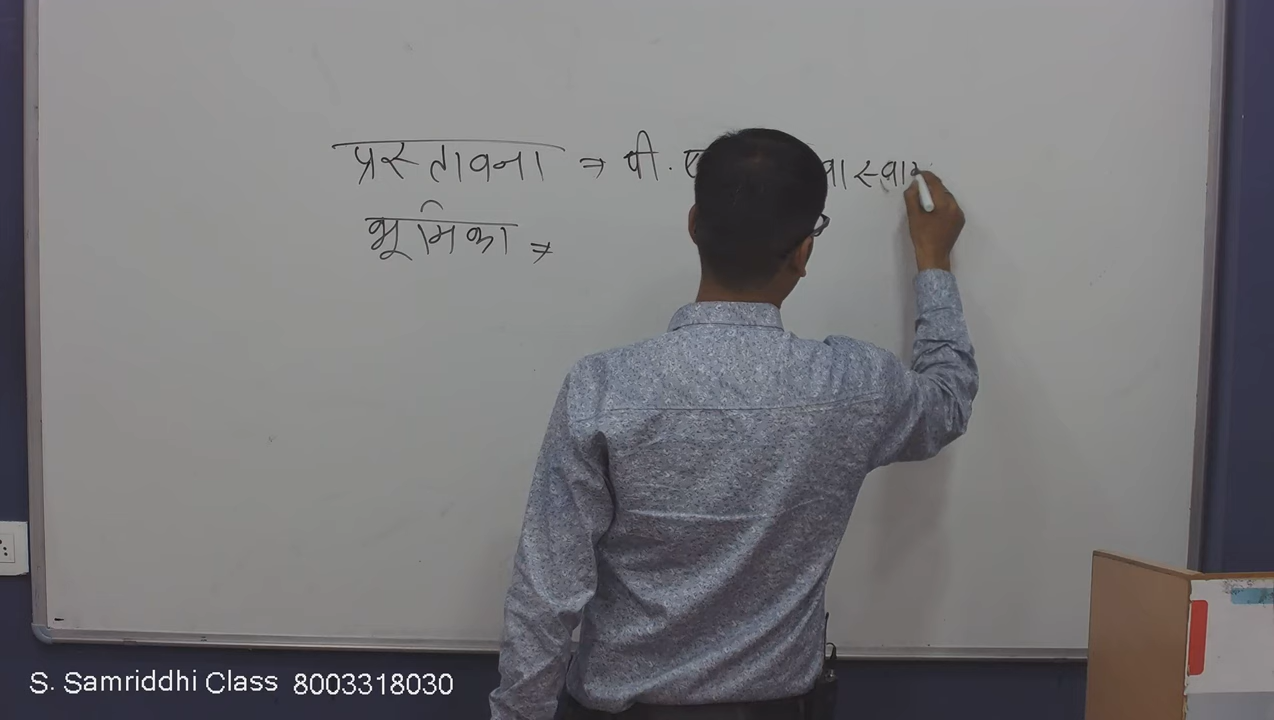 प्रस्तावना ⇒ पी.
भूमिका ⇒
S. Samriddhi Class 8003318030